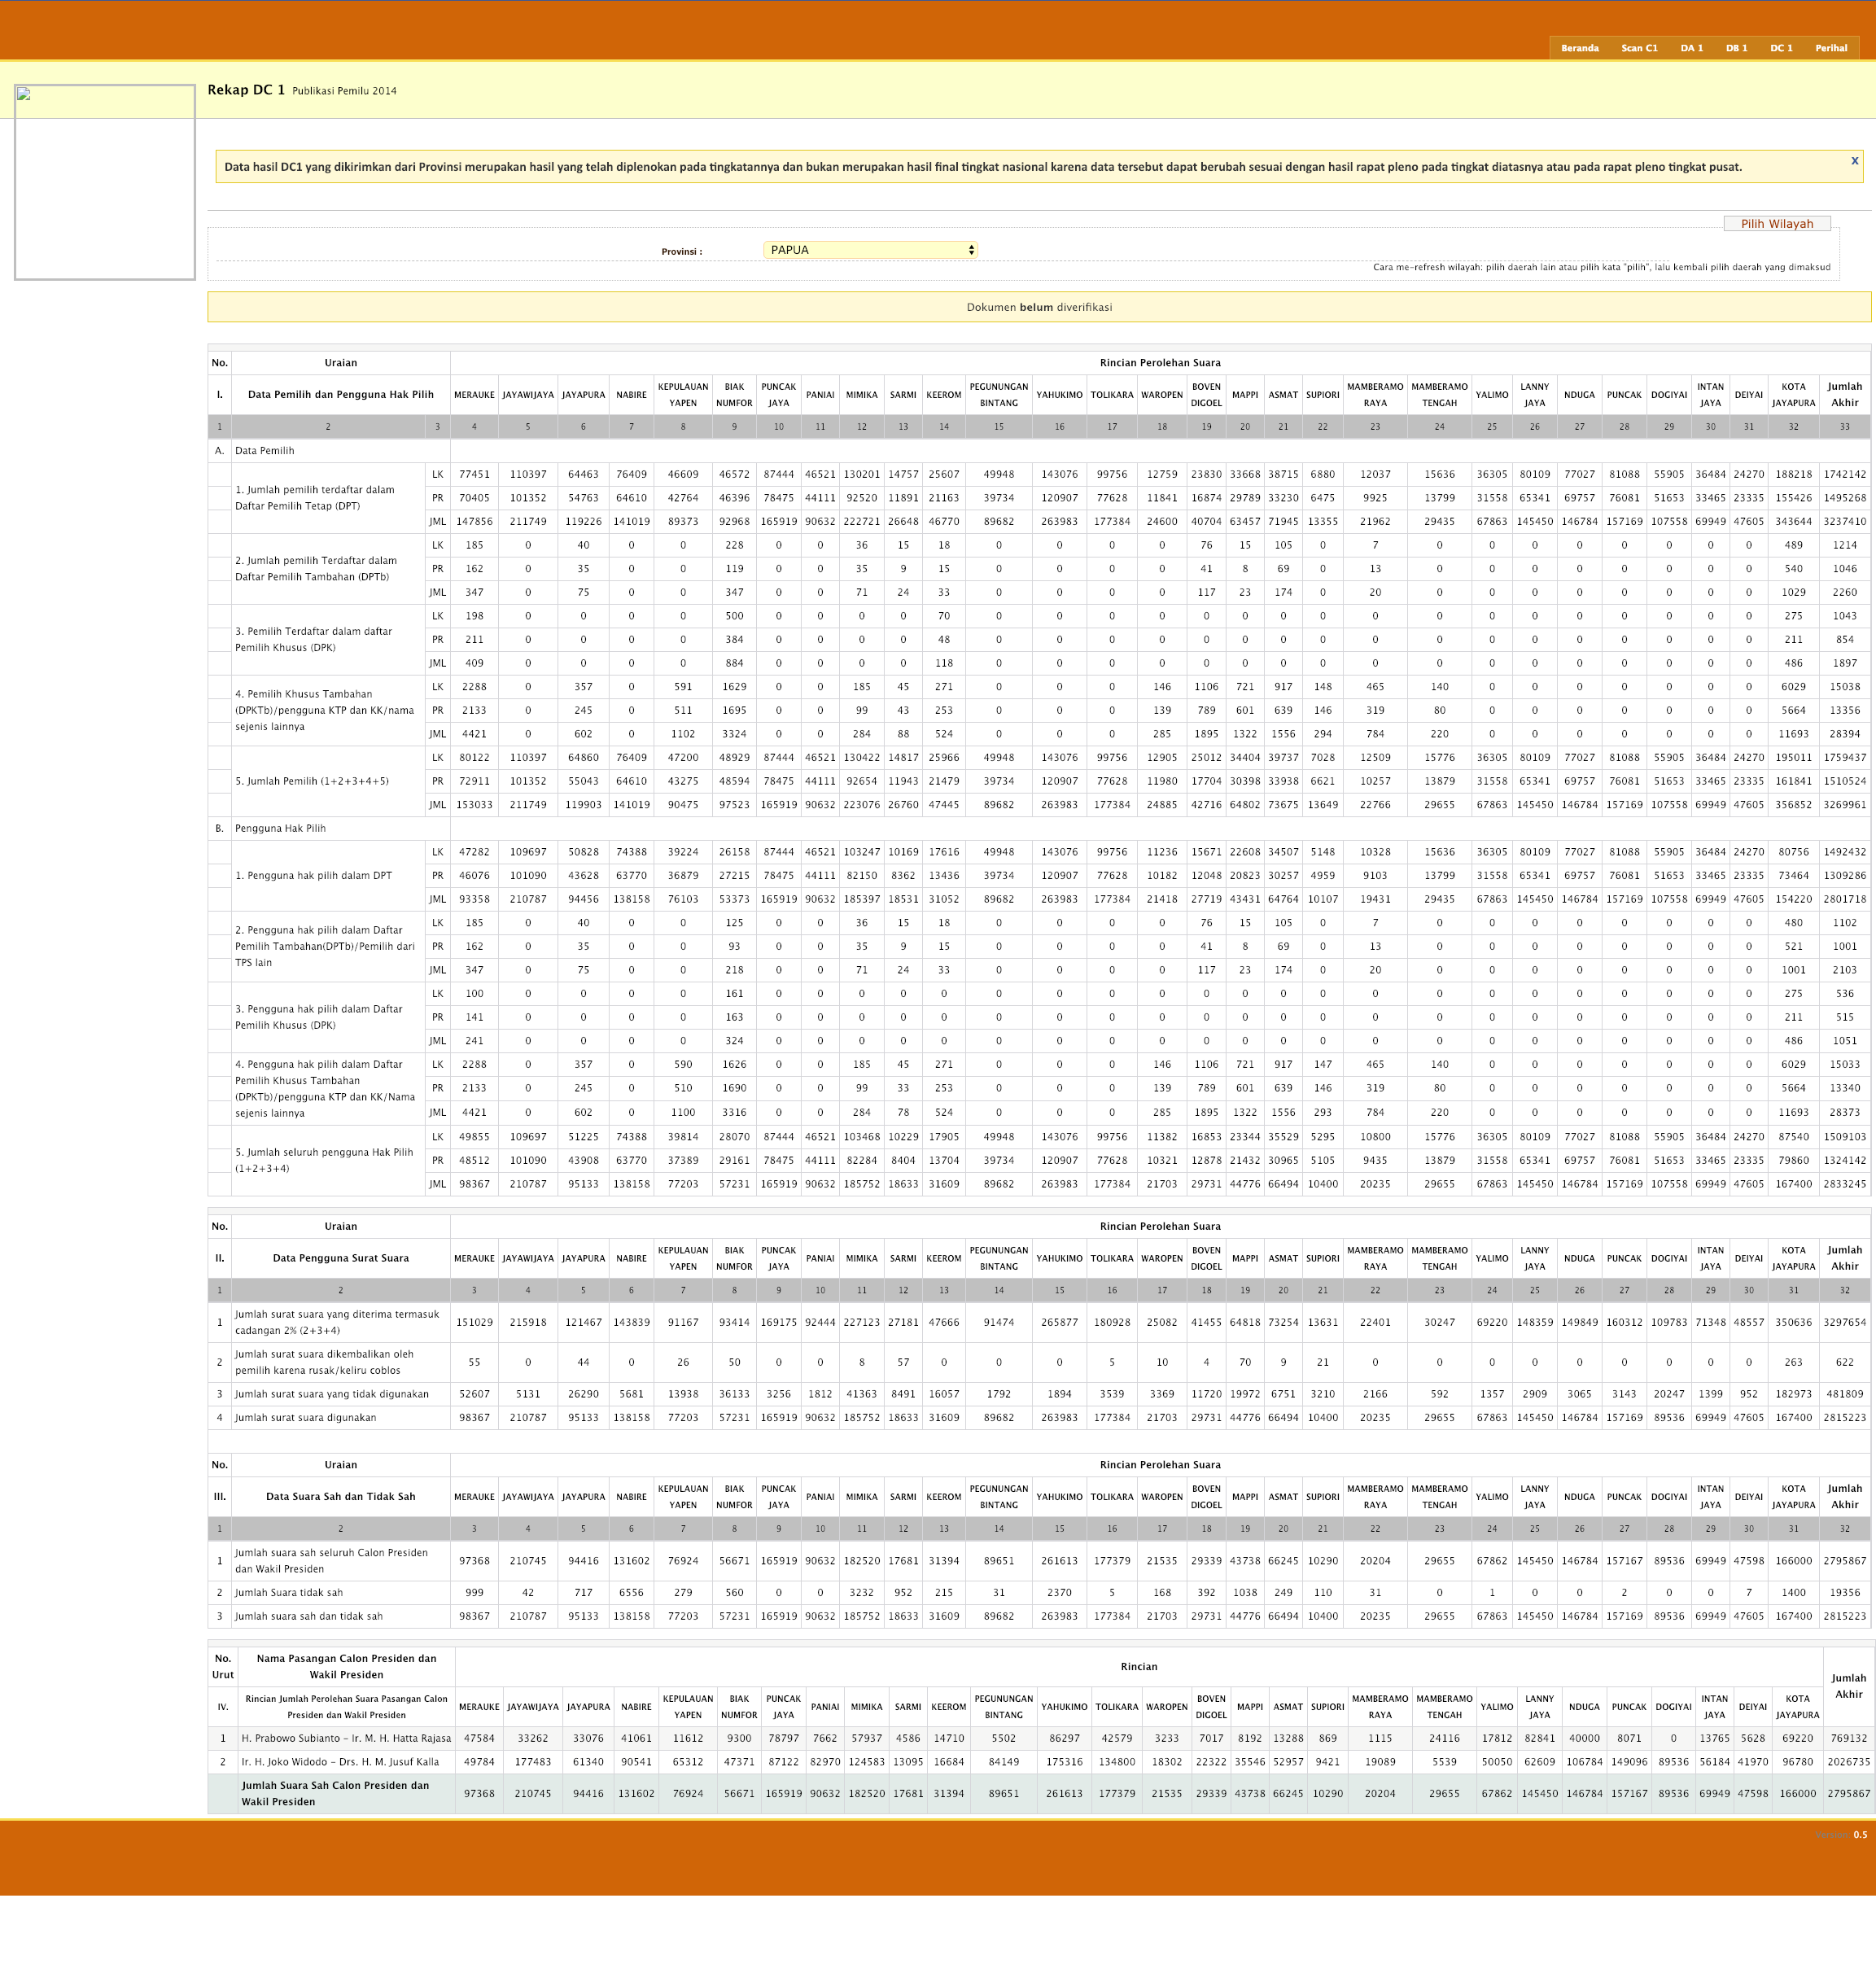 Beranda Scan C1 DA 1 DB 1 DC 1 Perihal
Rekap DC 1 Publikasi Pemilu 2014
Data hasil DC1 yang dikirimkan dari Provinsi merupakan hasil yang telah diplenokan pada tingkatannya dan bukan merupakan hasil final tingkat nasional karena data tersebut dapat berubah sesuai dengan hasil rapat pleno pada tingkat diatasnya atau pada rapat pleno tingkat pusat. X
Pilih Wilayah
Provinsi : PAPUA
Cara me-refresh wilayah: pilih daerah lain atau pilih kata "pilih", lalu kembali pilih daerah yang dimaksud
Dokumen belum diverifikasi
No. Uraian Rincian Perolehan Suara
I. Data Pemilih dan Pengguna Hak Pilih MERAUKE JAYAWIJAYA JAYAPURA NABIRE KEPULAUAN YAPEN BIAK NUMFOR PUNCAK JAYA PANIAI MIMIKA SARMI KEEROM PEGUNUNGAN BINTANG YAHUKIMO TOLIKARA WAROPEN BOVEN DIGOEL MAPPI ASMAT SUPIORI MAMBERAMO RAYA MAMBERAMO TENGAH YALIMO LANNY JAYA NDUGA PUNCAK DOGIYAI INTAN JAYA DEIYAI KOTA JAYAPURA Jumlah Akhir
1 2 3 4 5 6 7 8 9 10 11 12 13 14 15 16 17 18 19 20 21 22 23 24 25 26 27 28 29 30 31 32 33
A. Data Pemilih
1. Jumlah pemilih terdaftar dalam Daftar Pemilih Tetap (DPT)
LK 77451 110397 64463 76409 46609 46572 87444 46521 130201 14757 25607 49948 143076 99756 12759 23830 33668 38715 6880 12037 15636 36305 80109 77027 81088 55905 36484 24270 188218 1742142
PR 70405 101352 54763 64610 42764 46396 78475 44111 92520 11891 21163 39734 120907 77628 11841 16874 29789 33230 6475 9925 13799 31558 65341 69757 76081 51653 33465 23335 155426 1495268
JML 147856 211749 119226 141019 89373 92968 165919 90632 222721 26648 46770 89682 263983 177384 24600 40704 63457 71945 13355 21962 29435 67863 145450 146784 157169 107558 69949 47605 343644 3237410
2. Jumlah pemilih Terdaftar dalam Daftar Pemilih Tambahan (DPTb)
LK 185 0 40 0 0 228 0 0 36 15 18 0 0 0 0 76 15 105 0 7 0 0 0 0 0 0 0 0 489 1214
PR 162 0 35 0 0 119 0 0 35 9 15 0 0 0 0 41 8 69 0 13 0 0 0 0 0 0 0 0 540 1046
JML 347 0 75 0 0 347 0 0 71 24 33 0 0 0 0 117 23 174 0 20 0 0 0 0 0 0 0 0 1029 2260
3. Pemilih Terdaftar dalam daftar Pemilih Khusus (DPK)
LK 198 0 0 0 0 500 0 0 0 0 70 0 0 0 0 0 0 0 0 0 0 0 0 0 0 0 0 0 275 1043
PR 211 0 0 0 0 384 0 0 0 0 48 0 0 0 0 0 0 0 0 0 0 0 0 0 0 0 0 0 211 854
JML 409 0 0 0 0 884 0 0 0 0 118 0 0 0 0 0 0 0 0 0 0 0 0 0 0 0 0 0 486 1897
4. Pemilih Khusus Tambahan (DPKTb)/pengguna KTP dan KK/nama sejenis lainnya
LK 2288 0 357 0 591 1629 0 0 185 45 271 0 0 0 146 1106 721 917 148 465 140 0 0 0 0 0 0 0 6029 15038
PR 2133 0 245 0 511 1695 0 0 99 43 253 0 0 0 139 789 601 639 146 319 80 0 0 0 0 0 0 0 5664 13356
JML 4421 0 602 0 1102 3324 0 0 284 88 524 0 0 0 285 1895 1322 1556 294 784 220 0 0 0 0 0 0 0 11693 28394
5. Jumlah Pemilih (1+2+3+4+5)
LK 80122 110397 64860 76409 47200 48929 87444 46521 130422 14817 25966 49948 143076 99756 12905 25012 34404 39737 7028 12509 15776 36305 80109 77027 81088 55905 36484 24270 195011 1759437
PR 72911 101352 55043 64610 43275 48594 78475 44111 92654 11943 21479 39734 120907 77628 11980 17704 30398 33938 6621 10257 13879 31558 65341 69757 76081 51653 33465 23335 161841 1510524
JML 153033 211749 119903 141019 90475 97523 165919 90632 223076 26760 47445 89682 263983 177384 24885 42716 64802 73675 13649 22766 29655 67863 145450 146784 157169 107558 69949 47605 356852 3269961
B. Pengguna Hak Pilih
1. Pengguna hak pilih dalam DPT
LK 47282 109697 50828 74388 39224 26158 87444 46521 103247 10169 17616 49948 143076 99756 11236 15671 22608 34507 5148 10328 15636 36305 80109 77027 81088 55905 36484 24270 80756 1492432
PR 46076 101090 43628 63770 36879 27215 78475 44111 82150 8362 13436 39734 120907 77628 10182 12048 20823 30257 4959 9103 13799 31558 65341 69757 76081 51653 33465 23335 73464 1309286
JML 93358 210787 94456 138158 76103 53373 165919 90632 185397 18531 31052 89682 263983 177384 21418 27719 43431 64764 10107 19431 29435 67863 145450 146784 157169 107558 69949 47605 154220 2801718
2. Pengguna hak pilih dalam Daftar Pemilih Tambahan(DPTb)/Pemilih dari TPS lain
LK 185 0 40 0 0 125 0 0 36 15 18 0 0 0 0 76 15 105 0 7 0 0 0 0 0 0 0 0 480 1102
PR 162 0 35 0 0 93 0 0 35 9 15 0 0 0 0 41 8 69 0 13 0 0 0 0 0 0 0 0 521 1001
JML 347 0 75 0 0 218 0 0 71 24 33 0 0 0 0 117 23 174 0 20 0 0 0 0 0 0 0 0 1001 2103
3. Pengguna hak pilih dalam Daftar Pemilih Khusus (DPK)
LK 100 0 0 0 0 161 0 0 0 0 0 0 0 0 0 0 0 0 0 0 0 0 0 0 0 0 0 0 275 536
PR 141 0 0 0 0 163 0 0 0 0 0 0 0 0 0 0 0 0 0 0 0 0 0 0 0 0 0 0 211 515
JML 241 0 0 0 0 324 0 0 0 0 0 0 0 0 0 0 0 0 0 0 0 0 0 0 0 0 0 0 486 1051
4. Pengguna hak pilih dalam Daftar Pemilih Khusus Tambahan (DPKTb)/pengguna KTP dan KK/Nama sejenis lainnya
LK 2288 0 357 0 590 1626 0 0 185 45 271 0 0 0 146 1106 721 917 147 465 140 0 0 0 0 0 0 0 6029 15033
PR 2133 0 245 0 510 1690 0 0 99 33 253 0 0 0 139 789 601 639 146 319 80 0 0 0 0 0 0 0 5664 13340
JML 4421 0 602 0 1100 3316 0 0 284 78 524 0 0 0 285 1895 1322 1556 293 784 220 0 0 0 0 0 0 0 11693 28373
5. Jumlah seluruh pengguna Hak Pilih (1+2+3+4)
LK 49855 109697 51225 74388 39814 28070 87444 46521 103468 10229 17905 49948 143076 99756 11382 16853 23344 35529 5295 10800 15776 36305 80109 77027 81088 55905 36484 24270 87540 1509103
PR 48512 101090 43908 63770 37389 29161 78475 44111 82284 8404 13704 39734 120907 77628 10321 12878 21432 30965 5105 9435 13879 31558 65341 69757 76081 51653 33465 23335 79860 1324142
JML 98367 210787 95133 138158 77203 57231 165919 90632 185752 18633 31609 89682 263983 177384 21703 29731 44776 66494 10400 20235 29655 67863 145450 146784 157169 107558 69949 47605 167400 2833245
No. Uraian Rincian Perolehan Suara
II. Data Pengguna Surat Suara MERAUKE JAYAWIJAYA JAYAPURA NABIRE KEPULAUAN YAPEN BIAK NUMFOR PUNCAK JAYA PANIAI MIMIKA SARMI KEEROM PEGUNUNGAN BINTANG YAHUKIMO TOLIKARA WAROPEN BOVEN DIGOEL MAPPI ASMAT SUPIORI MAMBERAMO RAYA MAMBERAMO TENGAH YALIMO LANNY JAYA NDUGA PUNCAK DOGIYAI INTAN JAYA DEIYAI KOTA JAYAPURA Jumlah Akhir
1 2 3 4 5 6 7 8 9 10 11 12 13 14 15 16 17 18 19 20 21 22 23 24 25 26 27 28 29 30 31 32
1 Jumlah surat suara yang diterima termasuk cadangan 2% (2+3+4) 151029 215918 121467 143839 91167 93414 169175 92444 227123 27181 47666 91474 265877 180928 25082 41455 64818 73254 13631 22401 30247 69220 148359 149849 160312 109783 71348 48557 350636 3297654
2 Jumlah surat suara dikembalikan oleh pemilih karena rusak/keliru coblos 55 0 44 0 26 50 0 0 8 57 0 0 0 5 10 4 70 9 21 0 0 0 0 0 0 0 0 0 263 622
3 Jumlah surat suara yang tidak digunakan 52607 5131 26290 5681 13938 36133 3256 1812 41363 8491 16057 1792 1894 3539 3369 11720 19972 6751 3210 2166 592 1357 2909 3065 3143 20247 1399 952 182973 481809
4 Jumlah surat suara digunakan 98367 210787 95133 138158 77203 57231 165919 90632 185752 18633 31609 89682 263983 177384 21703 29731 44776 66494 10400 20235 29655 67863 145450 146784 157169 89536 69949 47605 167400 2815223
No. Uraian Rincian Perolehan Suara
III. Data Suara Sah dan Tidak Sah MERAUKE JAYAWIJAYA JAYAPURA NABIRE KEPULAUAN YAPEN BIAK NUMFOR PUNCAK JAYA PANIAI MIMIKA SARMI KEEROM PEGUNUNGAN BINTANG YAHUKIMO TOLIKARA WAROPEN BOVEN DIGOEL MAPPI ASMAT SUPIORI MAMBERAMO RAYA MAMBERAMO TENGAH YALIMO LANNY JAYA NDUGA PUNCAK DOGIYAI INTAN JAYA DEIYAI KOTA JAYAPURA Jumlah Akhir
1 2 3 4 5 6 7 8 9 10 11 12 13 14 15 16 17 18 19 20 21 22 23 24 25 26 27 28 29 30 31 32
1 Jumlah suara sah seluruh Calon Presiden dan Wakil Presiden 97368 210745 94416 131602 76924 56671 165919 90632 182520 17681 31394 89651 261613 177379 21535 29339 43738 66245 10290 20204 29655 67862 145450 146784 157167 89536 69949 47598 166000 2795867
2 Jumlah Suara tidak sah 999 42 717 6556 279 560 0 0 3232 952 215 31 2370 5 168 392 1038 249 110 31 0 1 0 0 2 0 0 7 1400 19356
3 Jumlah suara sah dan tidak sah 98367 210787 95133 138158 77203 57231 165919 90632 185752 18633 31609 89682 263983 177384 21703 29731 44776 66494 10400 20235 29655 67863 145450 146784 157169 89536 69949 47605 167400 2815223
No. Urut Nama Pasangan Calon Presiden dan Wakil Presiden Rincian Jumlah Akhir
IV. Rincian Jumlah Perolehan Suara Pasangan Calon Presiden dan Wakil Presiden MERAUKE JAYAWIJAYA JAYAPURA NABIRE KEPULAUAN YAPEN BIAK NUMFOR PUNCAK JAYA PANIAI MIMIKA SARMI KEEROM PEGUNUNGAN BINTANG YAHUKIMO TOLIKARA WAROPEN BOVEN DIGOEL MAPPI ASMAT SUPIORI MAMBERAMO RAYA MAMBERAMO TENGAH YALIMO LANNY JAYA NDUGA PUNCAK DOGIYAI INTAN JAYA DEIYAI KOTA JAYAPURA
1 H. Prabowo Subianto - Ir. M. H. Hatta Rajasa 47584 33262 33076 41061 11612 9300 78797 7662 57937 4586 14710 5502 86297 42579 3233 7017 8192 13288 869 1115 24116 17812 82841 40000 8071 0 13765 5628 69220 769132
2 Ir. H. Joko Widodo - Drs. H. M. Jusuf Kalla 49784 177483 61340 90541 65312 47371 87122 82970 124583 13095 16684 84149 175316 134800 18302 22322 35546 52957 9421 19089 5539 50050 62609 106784 149096 89536 56184 41970 96780 2026735
Jumlah Suara Sah Calon Presiden dan Wakil Presiden 97368 210745 94416 131602 76924 56671 165919 90632 182520 17681 31394 89651 261613 177379 21535 29339 43738 66245 10290 20204 29655 67862 145450 146784 157167 89536 69949 47598 166000 2795867
0.5